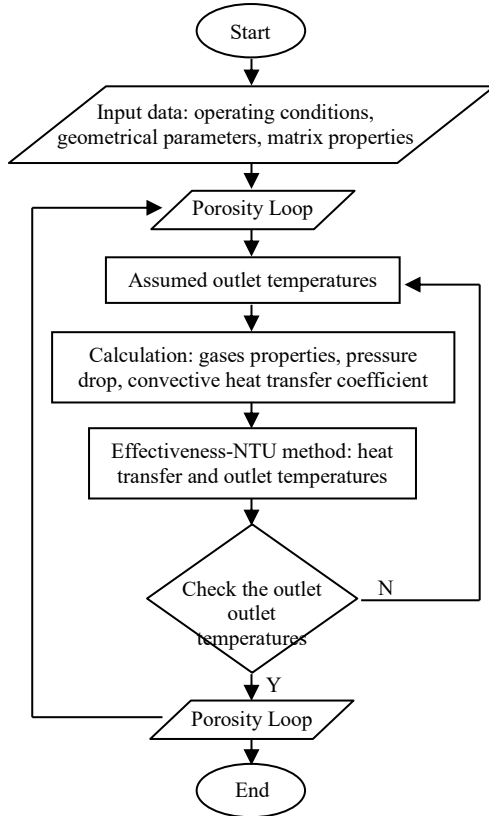 Start
Input data: operating conditions,
geometrical parameters, matrix properties
Porosity Loop
Assumed outlet temperatures
Calculation: gases properties, pressure
drop, convective heat transfer coefficient
Effectiveness-NTU method: heat
transfer and outlet temperatures
Check the outlet
outlet
temperatures
N
Y
Porosity Loop
End